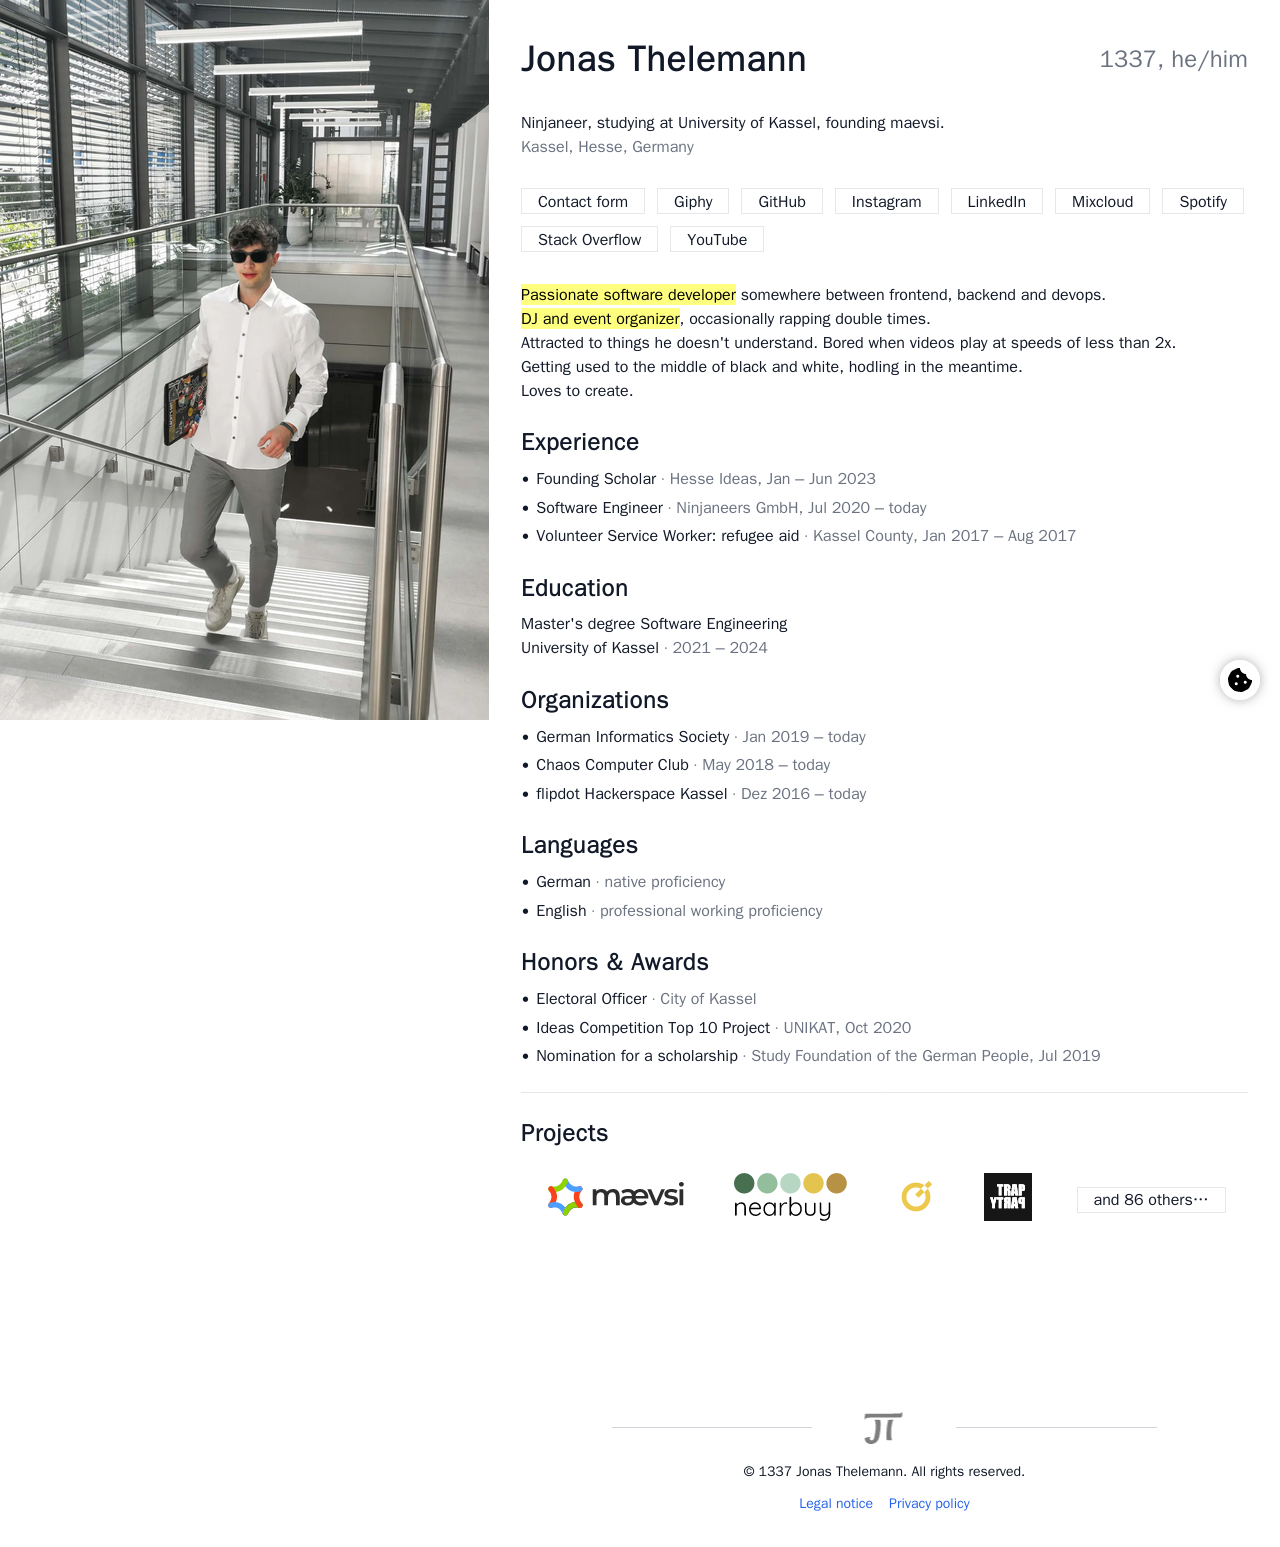 Jonas Thelemann
1337, he/him
Ninjaneer, studying at University of Kassel, founding maevsi.
Kassel, Hesse, Germany
Contact form Giphy GitHub Instagram LinkedIn Mixcloud Spotify
Stack Overflow YouTube
Passionate software developer somewhere between frontend, backend and devops.
DJ and event organizer, occasionally rapping double times.
Attracted to things he doesn't understand. Bored when videos play at speeds of less than 2x.
Getting used to the middle of black and white, hodling in the meantime.
Loves to create.
Experience
• Founding Scholar · Hesse Ideas, Jan – Jun 2023
• Software Engineer · Ninjaneers GmbH, Jul 2020 – today
• Volunteer Service Worker: refugee aid · Kassel County, Jan 2017 – Aug 2017
Education
Master's degree Software Engineering
University of Kassel · 2021 – 2024
Organizations
• German Informatics Society · Jan 2019 – today
• Chaos Computer Club · May 2018 – today
• flipdot Hackerspace Kassel · Dez 2016 – today
Languages
• German · native proficiency
• English · professional working proficiency
Honors & Awards
• Electoral Officer · City of Kassel
• Ideas Competition Top 10 Project · UNIKAT, Oct 2020
• Nomination for a scholarship · Study Foundation of the German People, Jul 2019
Projects
mævsi
nearbuy
TRAP
PARTY
and 86 others⋯
JT
© 1337 Jonas Thelemann. All rights reserved.
Legal notice Privacy policy